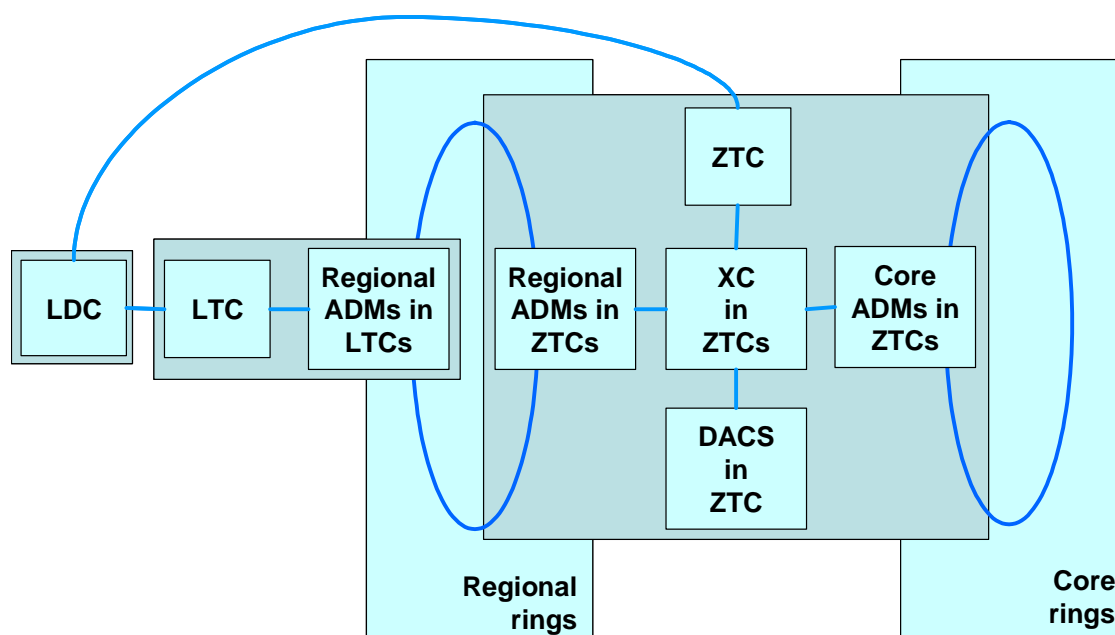 ZTC
LDC
LTC
Regional
ADMs in
LTCs
Regional
ADMs in
ZTCs
XC
in
ZTCs
Core
ADMs in
ZTCs
DACS
in
ZTC
Regional
rings
Core
rings